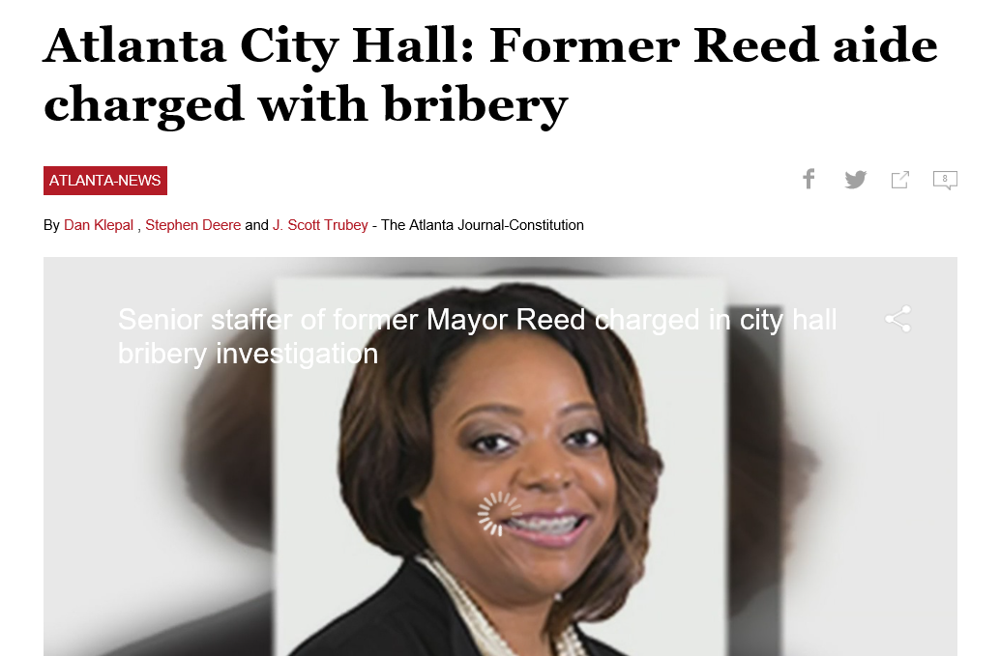 Atlanta City Hall: Former Reed aide
charged with bribery
ATLANTA-NEWS
8
By Dan Klepal , Stephen Deere and J. Scott Trubey - The Atlanta Journal-Constitution
Senior staffer of former Mayor Reed charged in city hall
bribery investigation